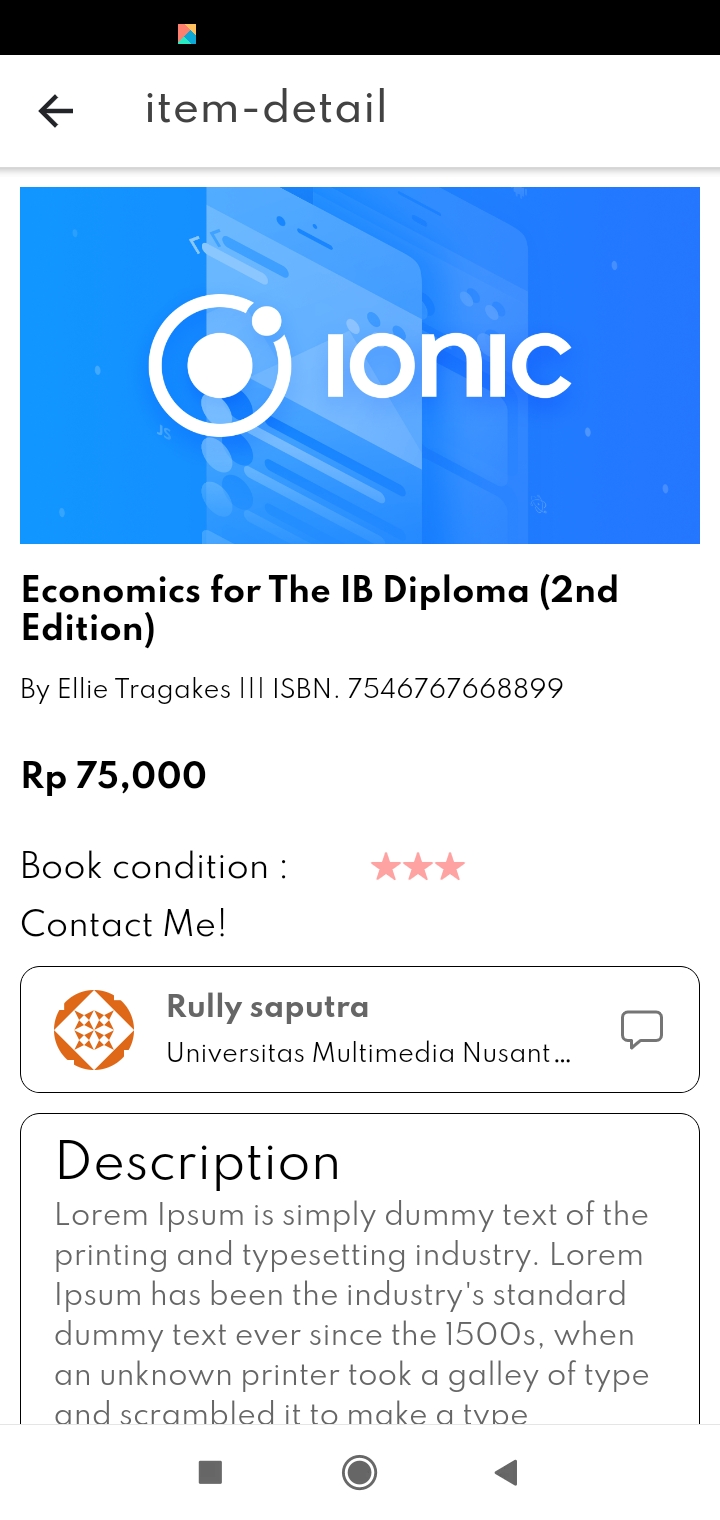 item-detail
JS
ionic
Economics for The IB Diploma (2nd
Edition)
By Ellie Tragakes ||| ISBN. 7546767668899
Rp 75,000
Book condition :
Contact Me!
Rully saputra
Universitas Multimedia Nusant...
Description
Lorem Ipsum is simply dummy text of the
printing and typesetting industry. Lorem
Ipsum has been the industry's standard
dummy text ever since the 1500s, when
an unknown printer took a galley of type
and scrambled it to make a type